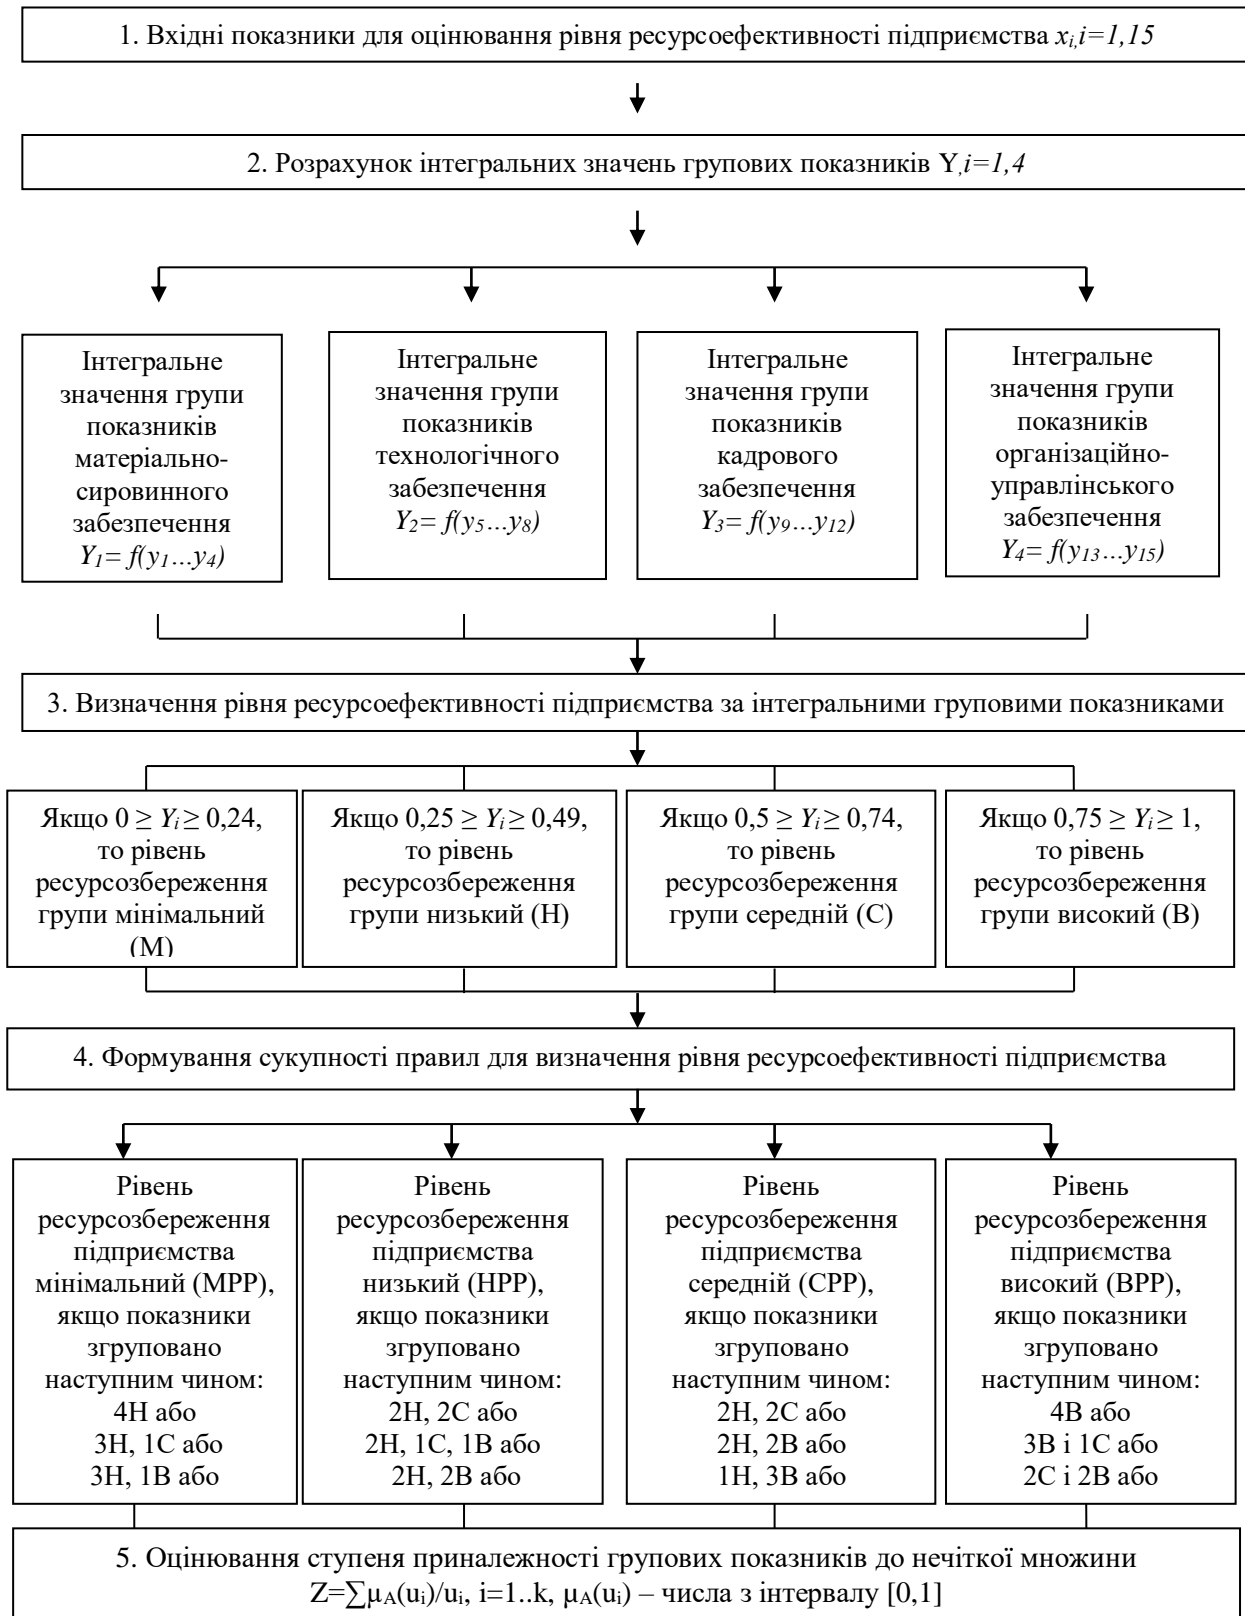 1. Вхідні показники для оцінювання рівня ресурсоефективності підприємства xi,i=1,15
2. Розрахунок інтегральних значень групових показників Y,i=1,4
Інтегральне
значення групи
показників
матеріально-
сировинного
забезпечення
Y1= f(y1…y4)
Інтегральне
значення групи
показників
технологічного
забезпечення
Y2= f(y5…y8)
Інтегральне
значення групи
показників
кадрового
забезпечення
Y3= f(y9…y12)
Інтегральне
значення групи
показників
організаційно-
управлінського
забезпечення
Y4= f(y13…y15)
3. Визначення рівня ресурсоефективності підприємства за інтегральними груповими показниками
Якщо 0 ≥ Yi ≥ 0,24,
то рівень
ресурсозбереження
групи мінімальний
(М)
Якщо 0,25 ≥ Yi ≥ 0,49,
то рівень
ресурсозбереження
групи низький (Н)
Якщо 0,5 ≥ Yi ≥ 0,74,
то рівень
ресурсозбереження
групи середній (С)
Якщо 0,75 ≥ Yi ≥ 1,
то рівень
ресурсозбереження
групи високий (В)
4. Формування сукупності правил для визначення рівня ресурсоефективності підприємства
Рівень
ресурсозбереження
підприємства
мінімальний (МРР),
якщо показники
згруповано
наступним чином:
4Н або
3Н, 1С або
3Н, 1В або
Рівень
ресурсозбереження
підприємства
низький (НРР),
якщо показники
згруповано
наступним чином:
2Н, 2С або
2Н, 1С, 1В або
2Н, 2В або
Рівень
ресурсозбереження
підприємства
середній (СРР),
якщо показники
згруповано
наступним чином:
2Н, 2С або
2Н, 2В або
1Н, 3В або
Рівень
ресурсозбереження
підприємства
високий (ВРР),
якщо показники
згруповано
наступним чином:
4В або
3В і 1С або
2С і 2В або
5. Оцінювання ступеня приналежності групових показників до нечіткої множини
Z=∑μA(ui)/ui, i=1..k, μA(ui) – числа з інтервалу [0,1]